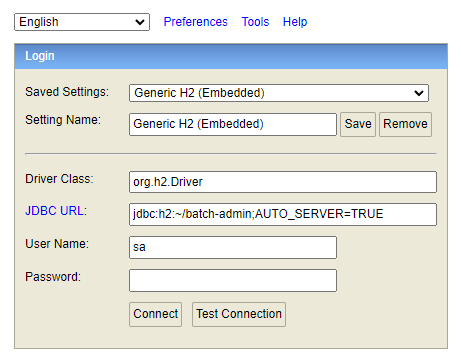 English Preferences Tools Help
Login
Saved Settings: Generic H2 (Embedded)
Setting Name: Generic H2 (Embedded) Save Remove
Driver Class: org.h2.Driver
JDBC URL: jdbc:h2:~/batch-admin;AUTO_SERVER=TRUE
User Name: sa
Password:
Connect Test Connection